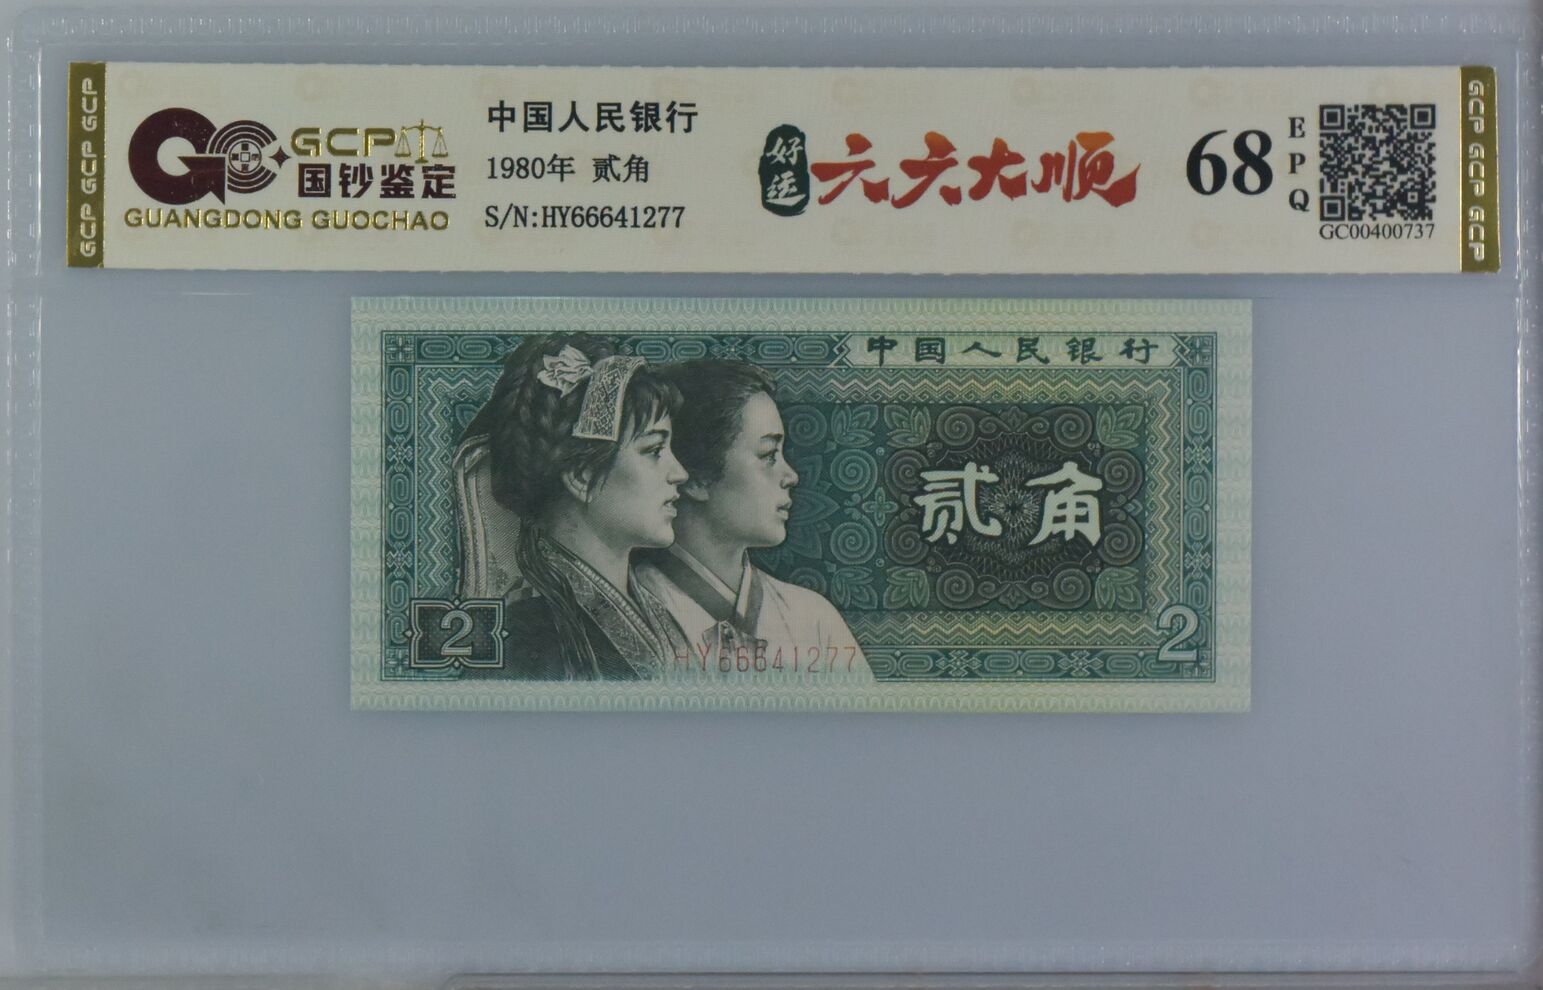 GCP GCP GCP
GCP
国钞鉴定
GUANGDONG GUOCHAO
中国人民银行
1980年 贰角
S/N:HY66641277
好运
六六大顺
68
EPQ
GC00400737
GCP GCP GCP
中国人民银行
贰角
2
HY66641277
2